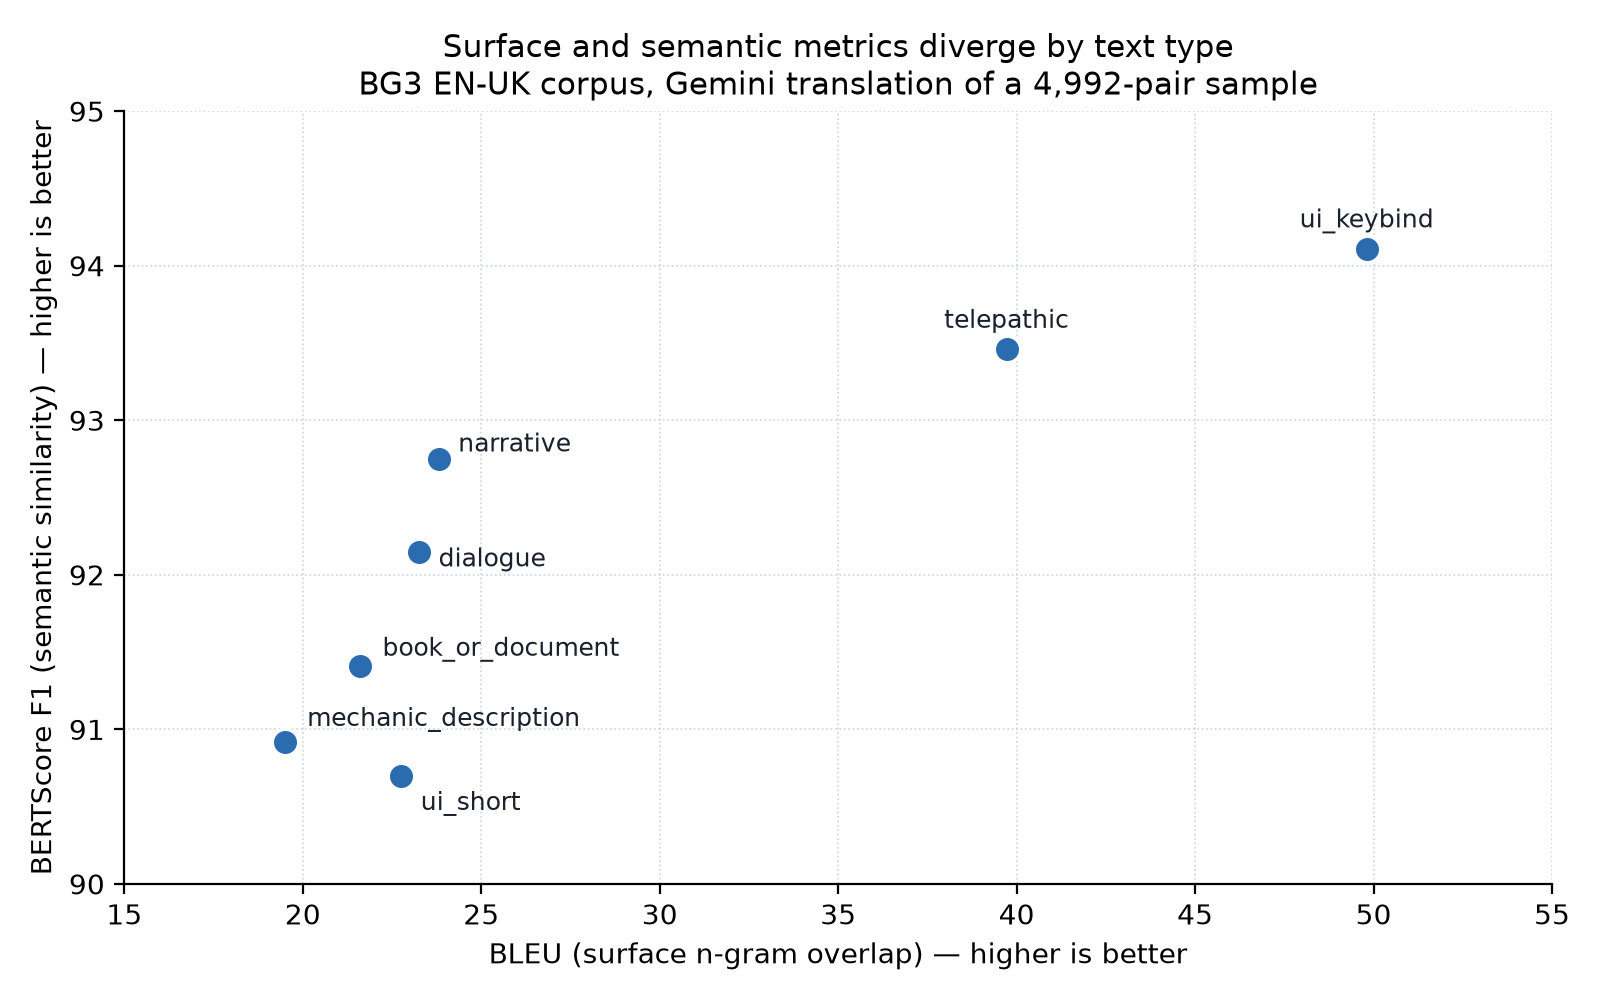 Surface and semantic metrics diverge by text type
BG3 EN-UK corpus, Gemini translation of a 4,992-pair sample
BERTScore F1 (semantic similarity) — higher is better
95
94
93
92
91
90
ui_keybind
telepathic
narrative
dialogue
book_or_document
mechanic_description
ui_short
15 20 25 30 35 40 45 50 55
BLEU (surface n-gram overlap) — higher is better